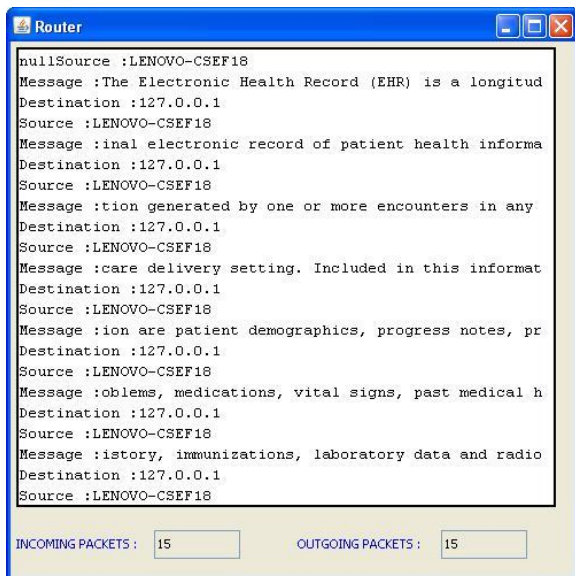 Router
nullSource :LENOVO-CSEF18
Message :The Electronic Health Record (EHR) is a longitud
Destination :127.0.0.1
Source :LENOVO-CSEF18
Message :inal electronic record of patient health informa
Destination :127.0.0.1
Source :LENOVO-CSEF18
Message :tion generated by one or more encounters in any
Destination :127.0.0.1
Source :LENOVO-CSEF18
Message :care delivery setting. Included in this informat
Destination :127.0.0.1
Source :LENOVO-CSEF18
Message :ion are patient demographics, progress notes, pr
Destination :127.0.0.1
Source :LENOVO-CSEF18
Message :oblems, medications, vital signs, past medical h
Destination :127.0.0.1
Source :LENOVO-CSEF18
Message :istory, immunizations, laboratory data and radio
Destination :127.0.0.1
Source :LENOVO-CSEF18
INCOMING PACKETS : 15 OUTGOING PACKETS : 15